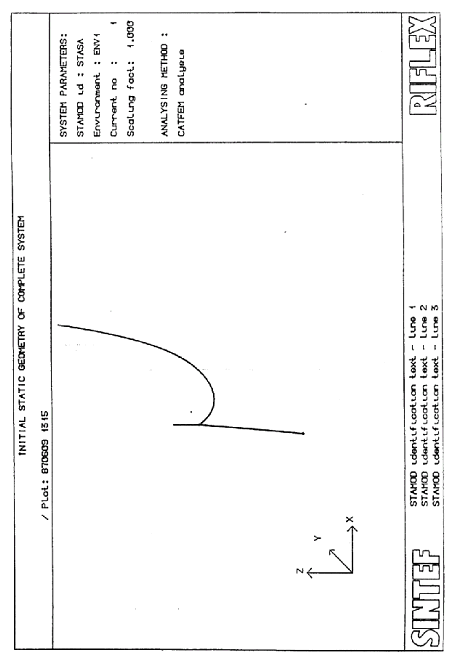 INITIAL STATIC GEOMETRY OF COMPLETE SYSTEM
/ Plot: 870609 1315
SYSTEM PARAMETERS:
STAMOD id : STASA
Environment : ENV1
Current no : 1
Scaling fact: 1.000
ANALYSING METHOD :
CATFEM analysis
Z
Y
X
SINTEF
STAMOD identification text - Line 1
STAMOD identification text - Line 2
STAMOD identification text - Line 3
RIFLEX